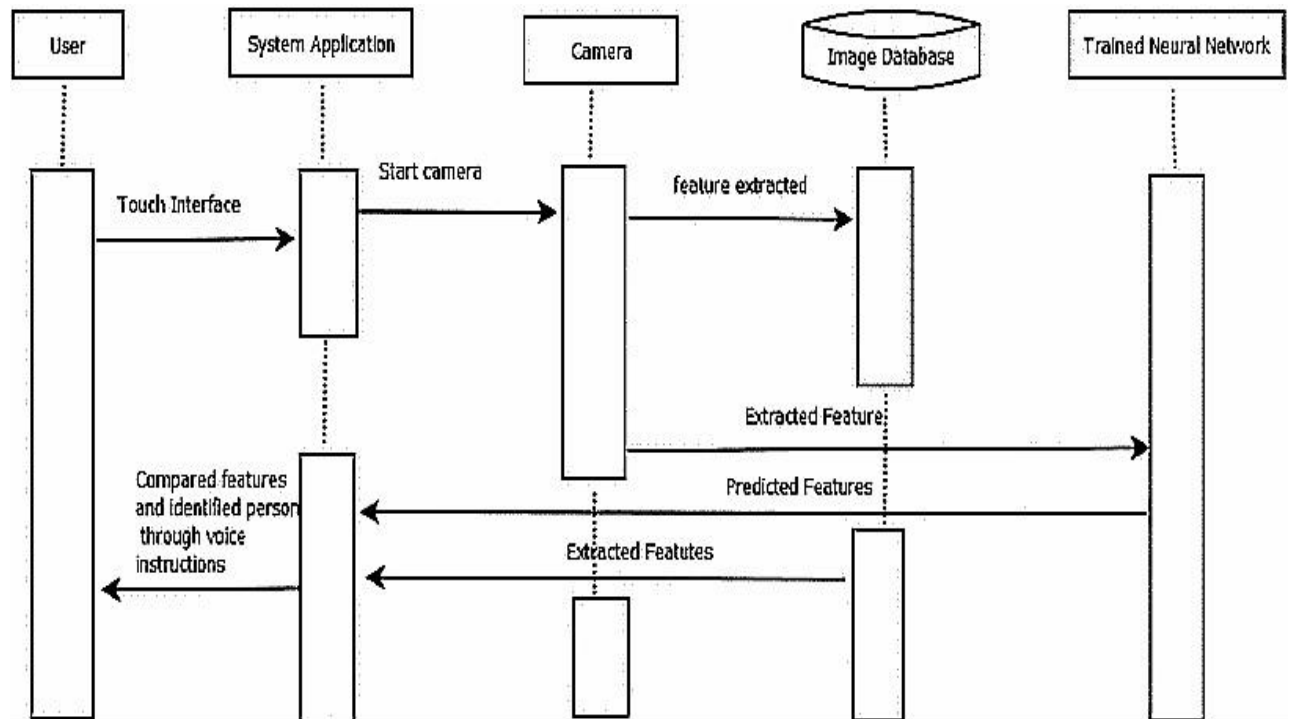 User
System Application
Camera
Image Database
Trained Neural Network
Start camera
feature extracted
Touch Interface
Extracted Feature
Compared features
and identified person
through voice
instructions
Predicted Features
Extracted Featutes